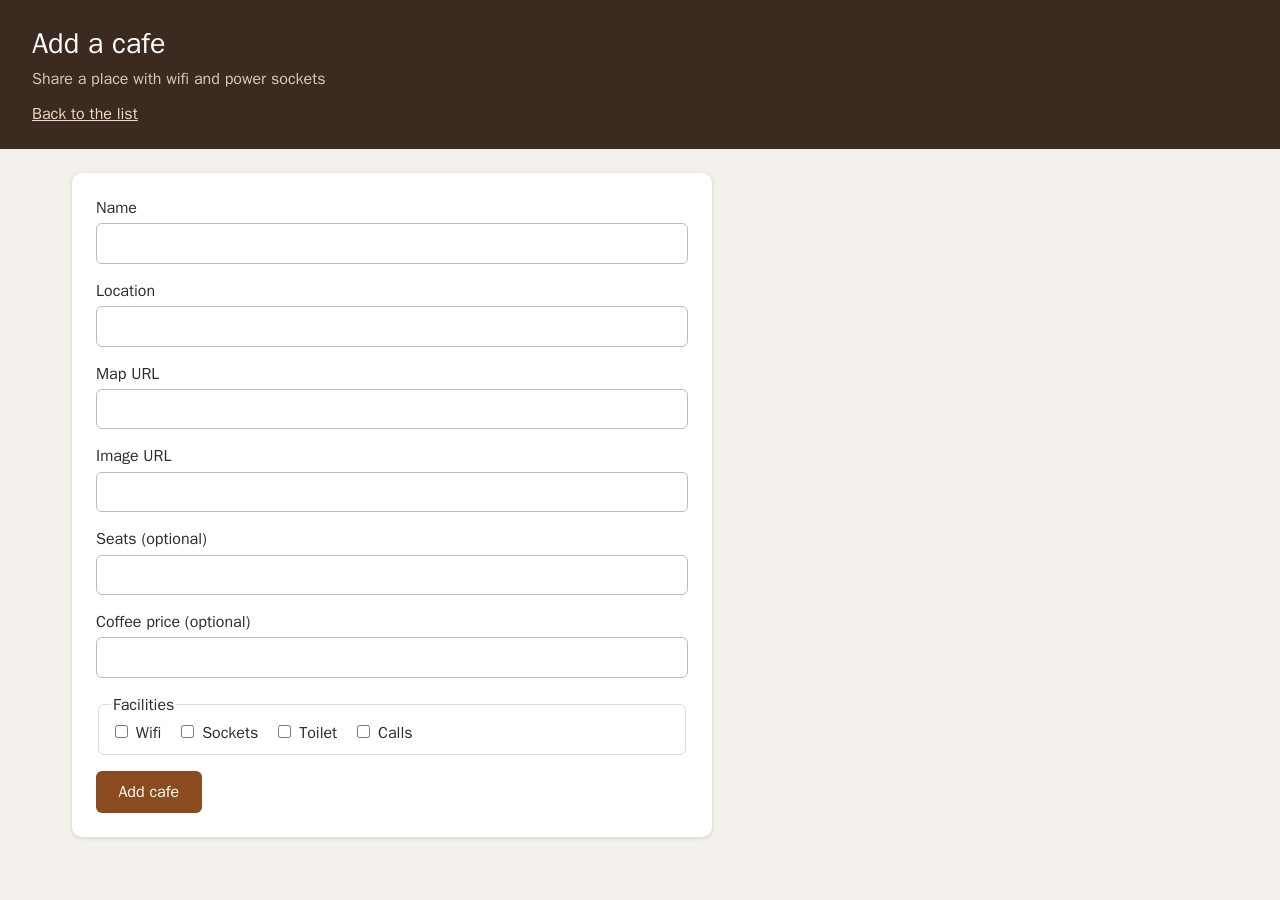 Add a cafe
Share a place with wifi and power sockets
Back to the list
Name
Location
Map URL
Image URL
Seats (optional)
Coffee price (optional)
Facilities
Wifi Sockets Toilet Calls
Add cafe